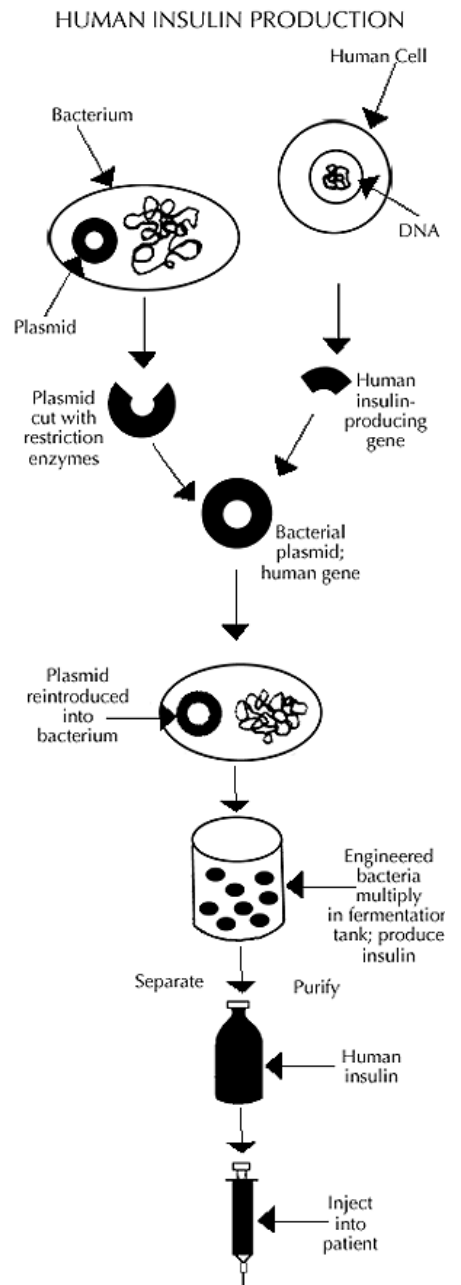 HUMAN INSULIN PRODUCTION
Human Cell
Bacterium
DNA
Plasmid
Plasmid
cut with
restriction
enzymes
Human
insulin-
producing
gene
Bacterial
plasmid;
human gene
Plasmid
reintroduced
into
bacterium
Engineered
bacteria
multiply
in fermentation
tank; produce
insulin
Separate
Purify
Human
insulin
Inject
into
patient